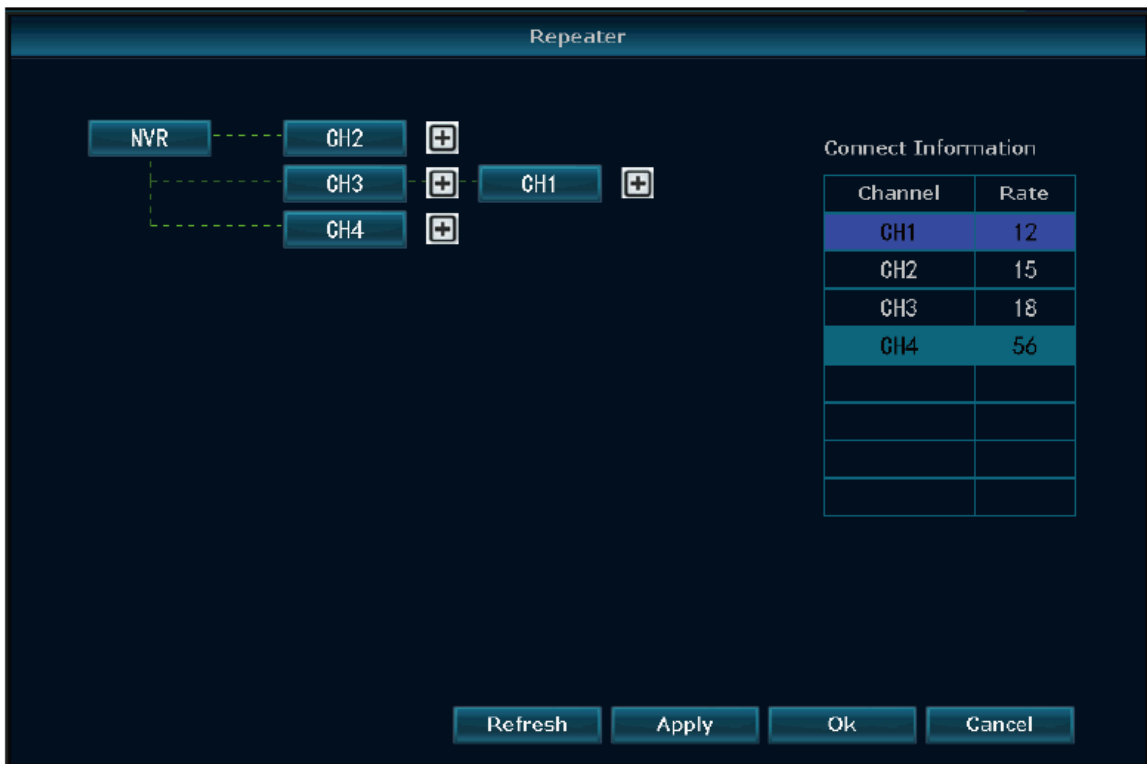 Repeater
NVR CH2
CH3 CH1
CH4
Connect Information
Channel Rate
CH1 12
CH2 15
CH3 18
CH4 56
Refresh Apply Ok Cancel